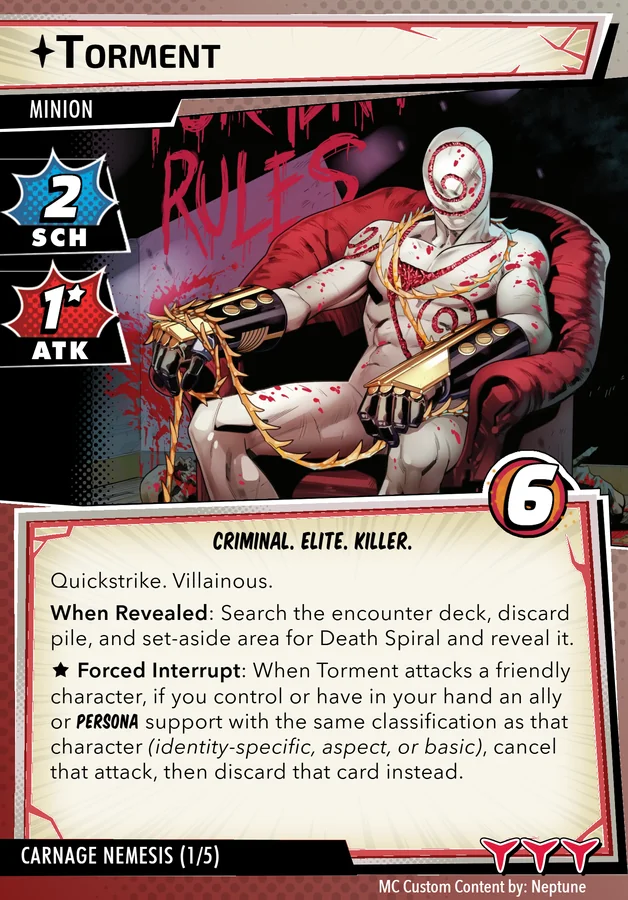 Torment
MINION
RULES
2
SCH
1
ATK
6
CRIMINAL. ELITE. KILLER.
Quickstrike. Villainous.
When Revealed: Search the encounter deck, discard
pile, and set-aside area for Death Spiral and reveal it.
★ Forced Interrupt: When Torment attacks a friendly
character, if you control or have in your hand an ally
or PERSONA support with the same classification as that
character (identity-specific, aspect, or basic), cancel
that attack, then discard that card instead.
CARNAGE NEMESIS (1/5)
MC Custom Content by: Neptune